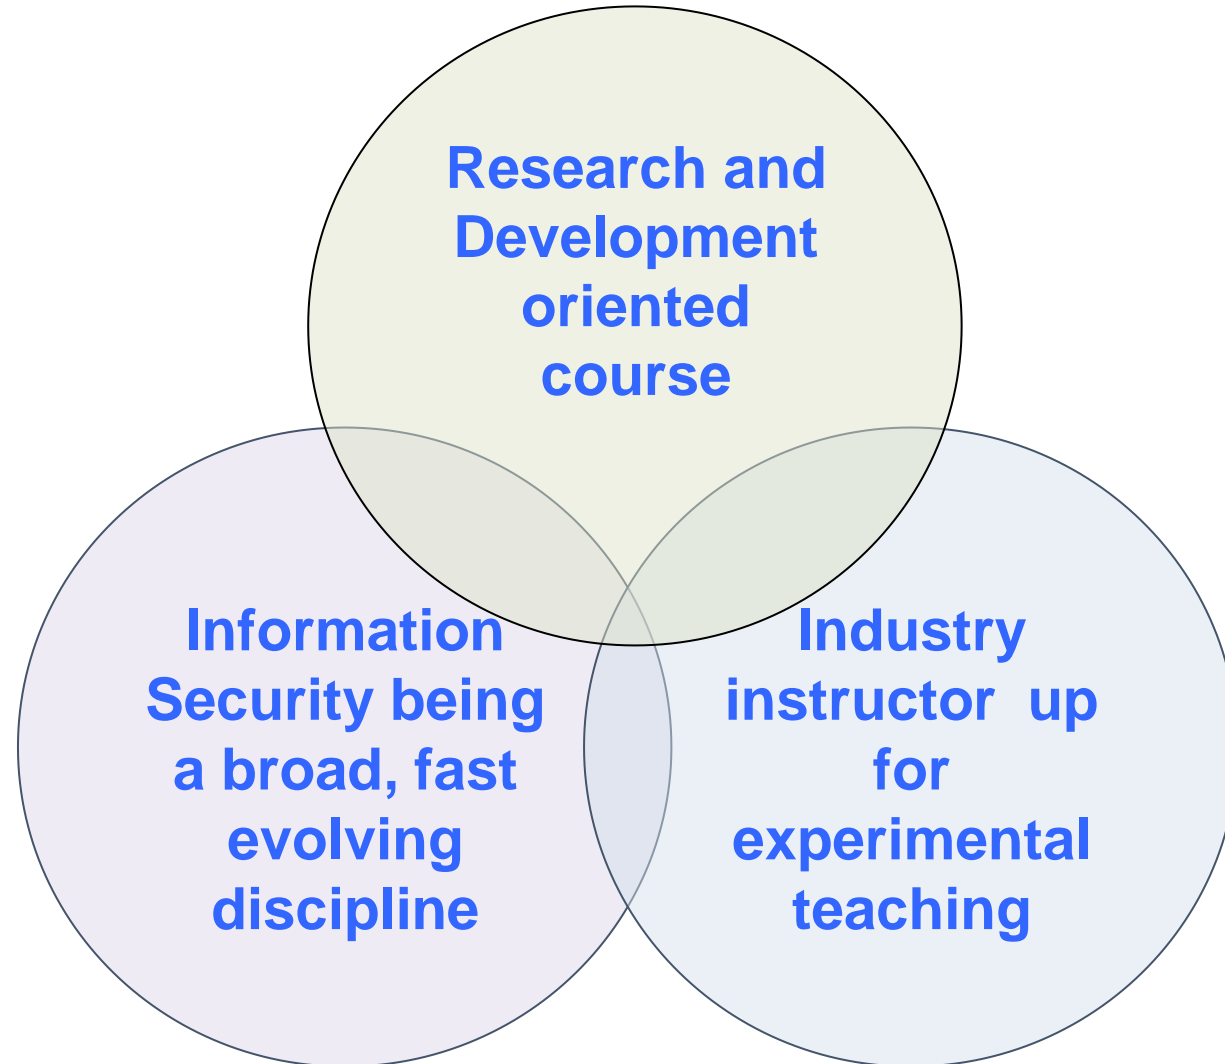 Research and
Development
oriented
course
Information
Security being
a broad, fast
evolving
discipline
Industry
instructor  up
for
experimental
teaching